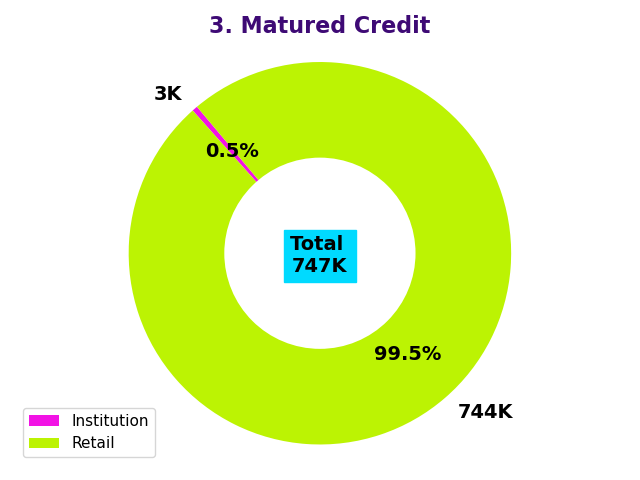 3. Matured Credit
3K
0.5%
Total
747K
99.5%
744K
Institution
Retail